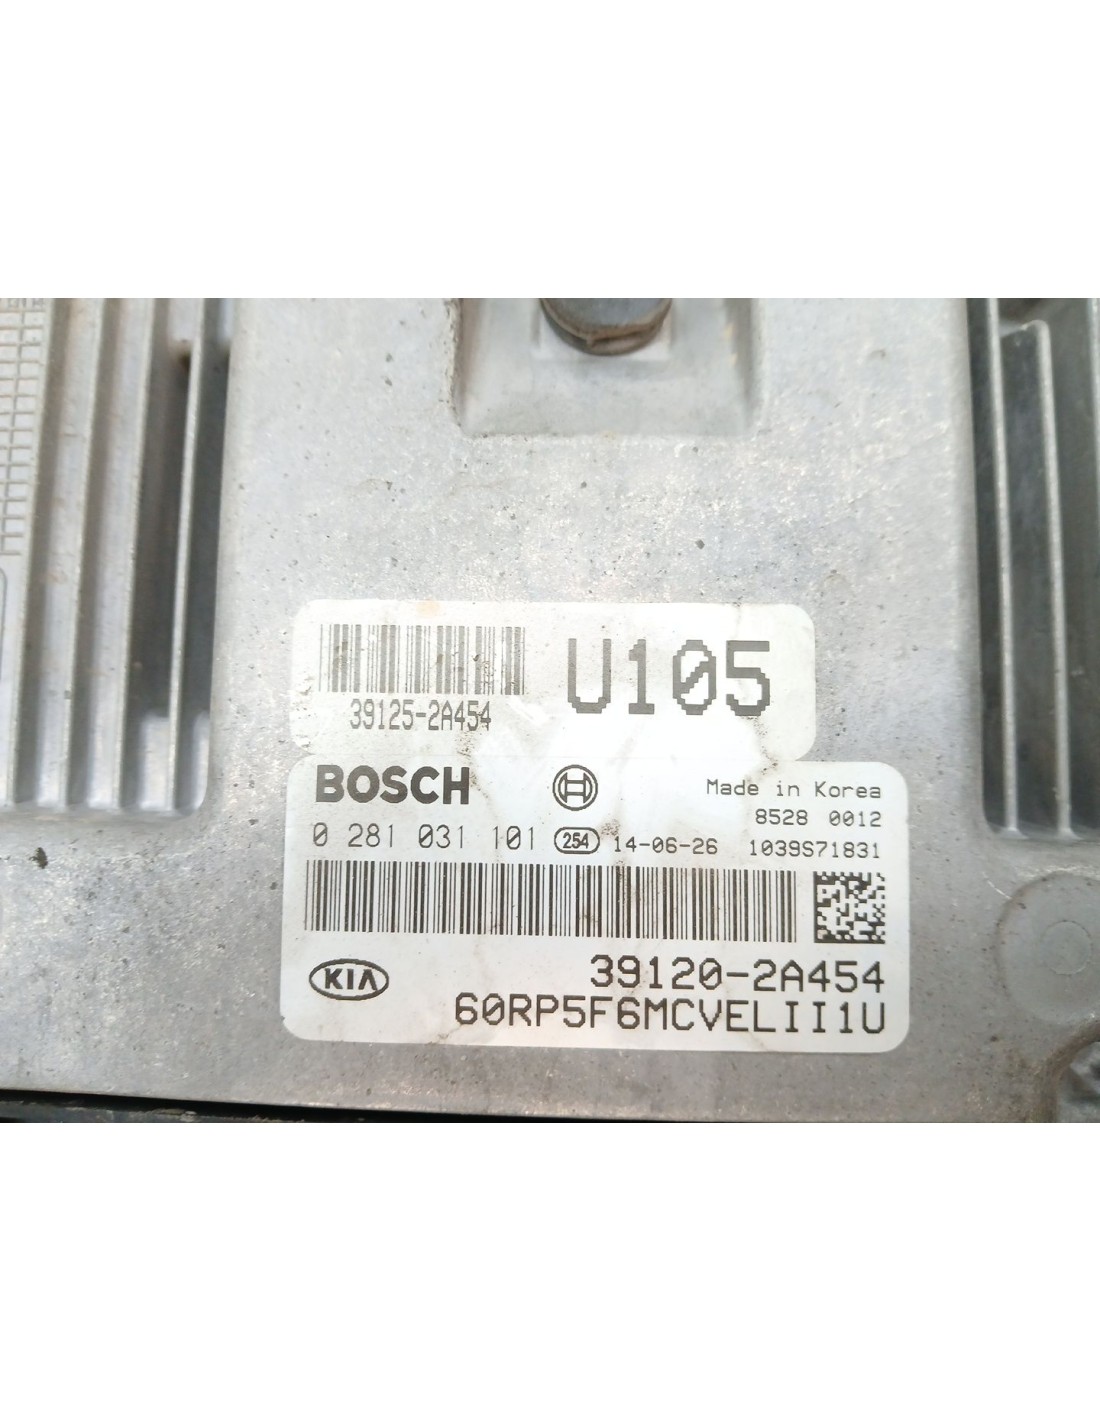 U105
39125-2A454
BOSCH
Made in Korea
8528 0012
0 281 031 101 254 14-06-26 1039S71831
KIA
39120-2A454
60RP5F6MCVELII1U